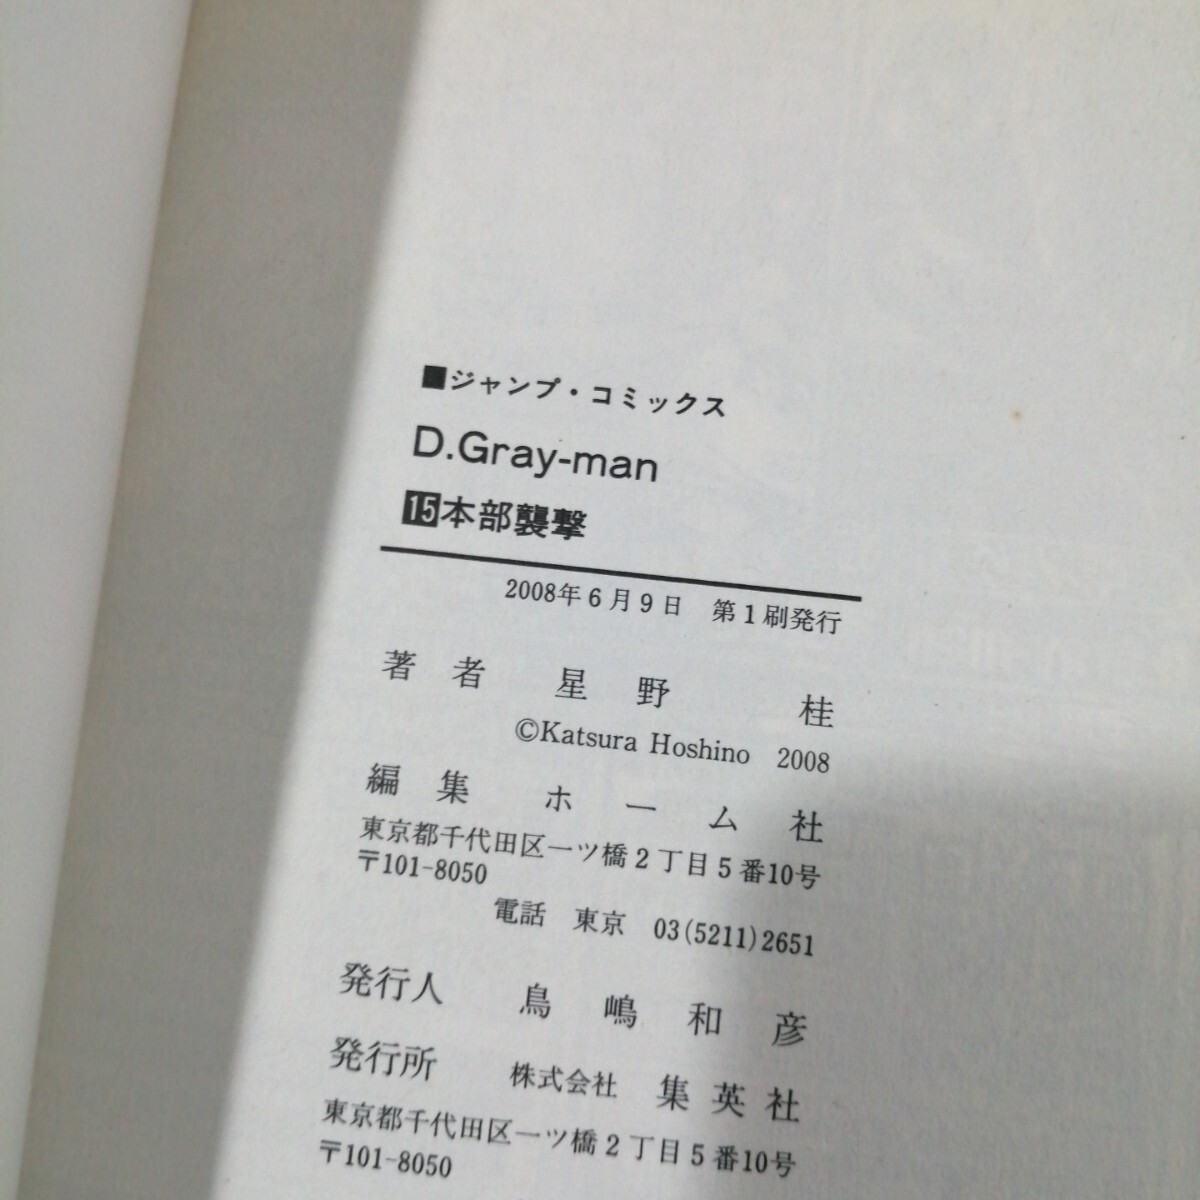 ■ジャンプ・コミックス
D.Gray-man
15本部襲撃
2008年6月9日 第1刷発行
著者 星野 桂
©Katsura Hoshino 2008
編集 ホーム社
東京都千代田区一ツ橋2丁目5番10号
〒101-8050
電話 東京 03(5211)2651
発行人 鳥嶋和彦
発行所 株式会社 集英社
東京都千代田区一ツ橋2丁目5番10号
〒101-8050